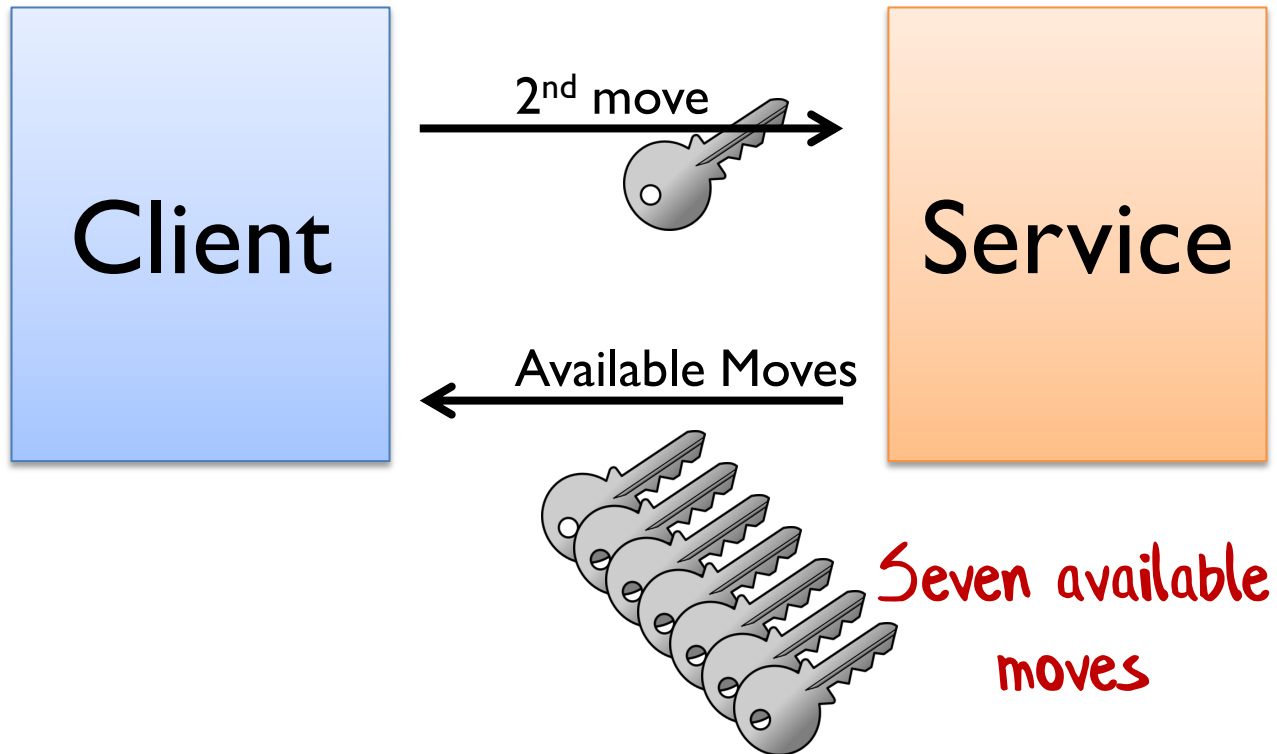 2nd move
Client
Service
Available Moves
Seven available
moves